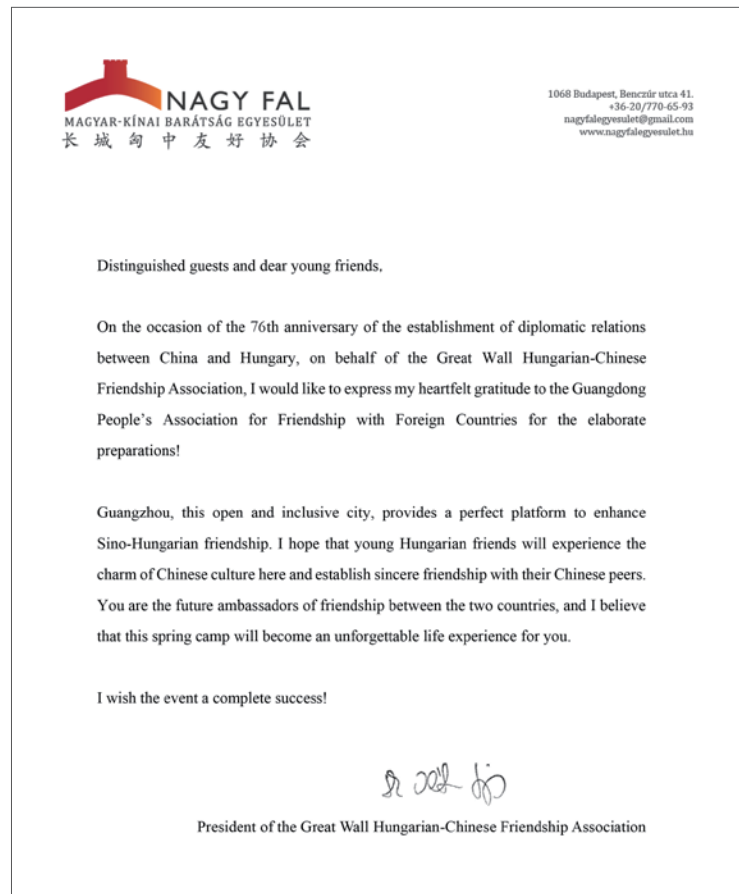 NAGY FAL
MAGYAR-KÍNAI BARÁTSÁG EGYESÜLET
长城匈中友好协会
1068 Budapest, Benczúr utca 41.
+36-20/770-65-93
nagyfalegyesulet@gmail.com
www.nagyfalegyesulet.hu
Distinguished guests and dear young friends,
On the occasion of the 76th anniversary of the establishment of diplomatic relations
between China and Hungary, on behalf of the Great Wall Hungarian-Chinese
Friendship Association, I would like to express my heartfelt gratitude to the Guangdong
People's Association for Friendship with Foreign Countries for the elaborate
preparations!
Guangzhou, this open and inclusive city, provides a perfect platform to enhance
Sino-Hungarian friendship. I hope that young Hungarian friends will experience the
charm of Chinese culture here and establish sincere friendship with their Chinese peers.
You are the future ambassadors of friendship between the two countries, and I believe
that this spring camp will become an unforgettable life experience for you.
I wish the event a complete success!
President of the Great Wall Hungarian-Chinese Friendship Association